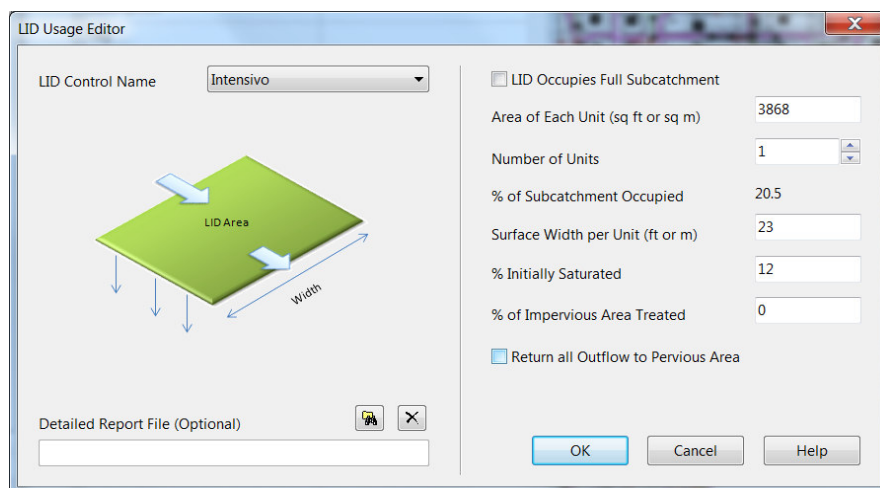 LID Usage Editor
LID Control Name
Intensivo
LID Area
Width
Detailed Report File (Optional)
LID Occupies Full Subcatchment
Area of Each Unit (sq ft or sq m)
3868
Number of Units
1
% of Subcatchment Occupied
20.5
Surface Width per Unit (ft or m)
23
% Initially Saturated
12
% of Impervious Area Treated
0
Return all Outflow to Pervious Area
OK
Cancel
Help